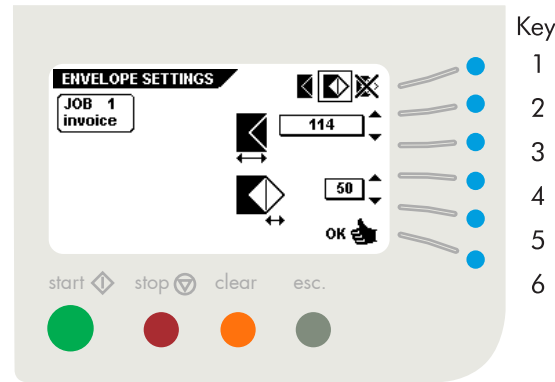 Key
ENVELOPE SETTINGS
1
JOB 1
invoice
2
114
3
4
50
5
OK
6
start stop clear esc.